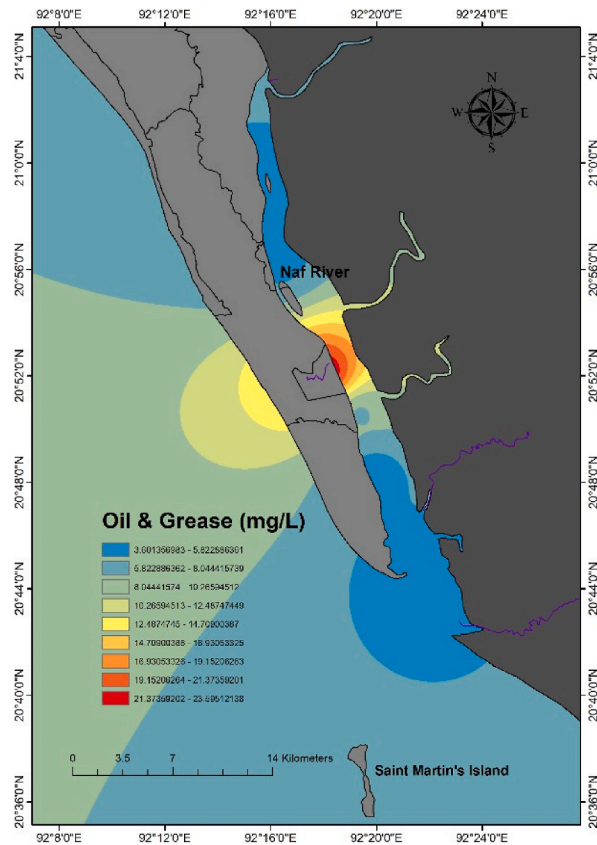 92°8'0"E 92°12'0"E 92°16'0"E 92°20'0"E 92°24'0"E
21°4'0"N 21°4'0"N
N
W E
S
21°0'0"N 21°0'0"N
Naf River
20°56'0"N 20°56'0"N
20°52'0"N 20°52'0"N
20°48'0"N 20°48'0"N
Oil & Grease (mg/L)
3.601356983 - 5.822886361
5.822886362 - 8.044415739
8.04441574 - 10.26594512
10.26594513 - 12.48747449
12.4874745 - 14.70900387
14.70900388 - 16.93053325
16.93053326 - 19.15206263
19.15206264 - 21.37359201
21.37359202 - 23.59512138
20°44'0"N 20°44'0"N
20°40'0"N 20°40'0"N
0 3.5 7 14 Kilometers
Saint Martin's Island
20°36'0"N 20°36'0"N
92°8'0"E 92°12'0"E 92°16'0"E 92°20'0"E 92°24'0"E